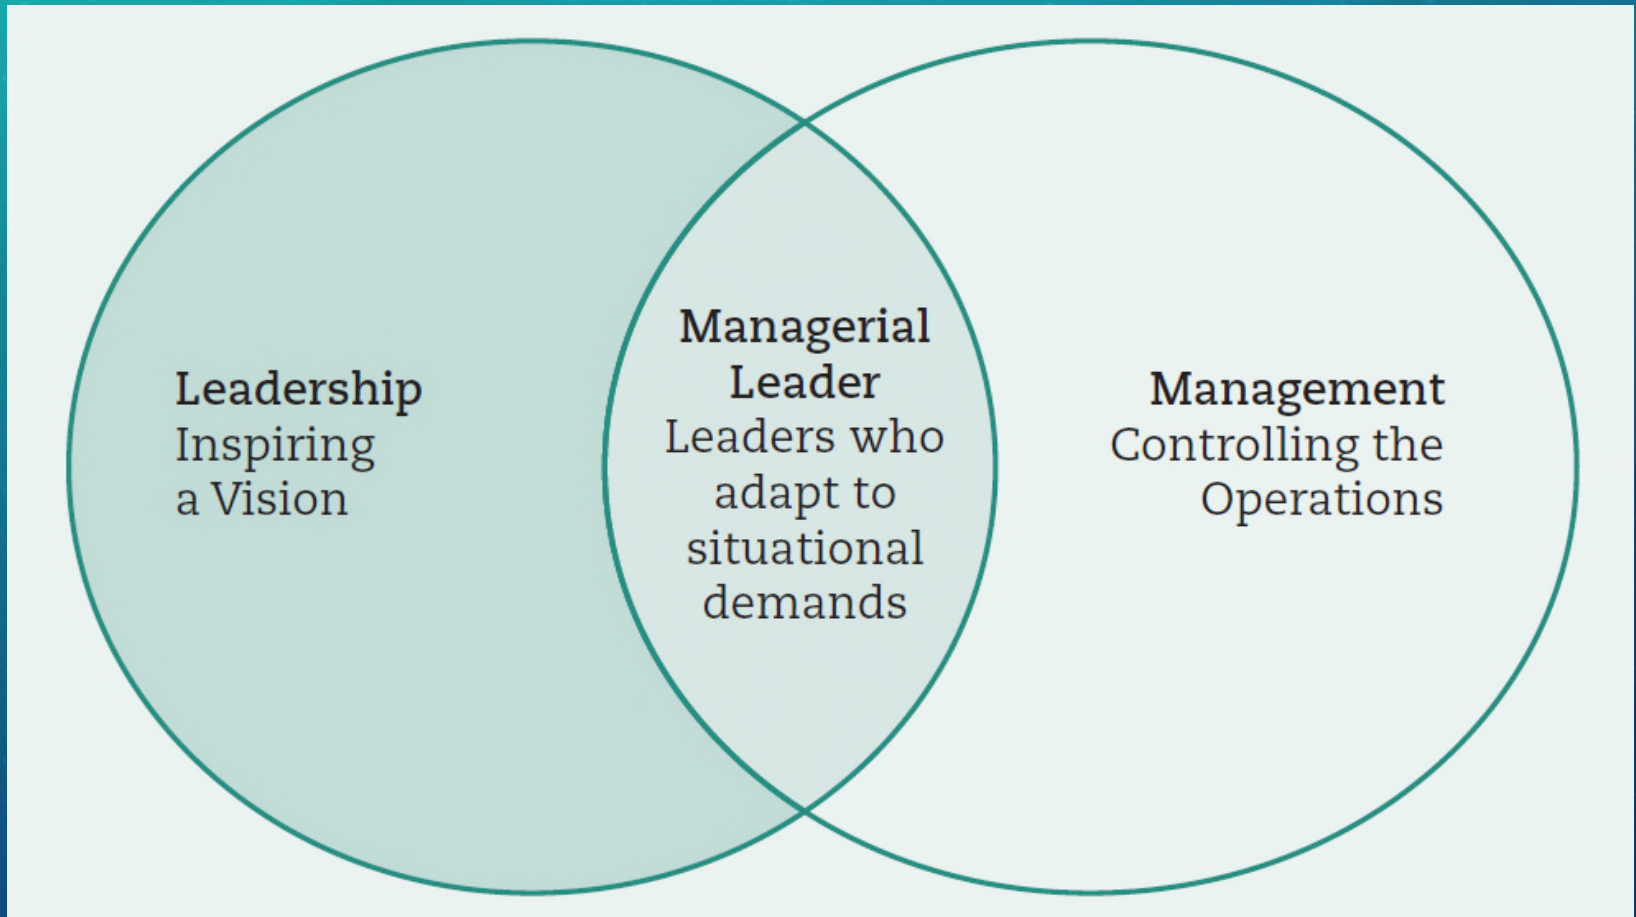 Leadership
Inspiring
a Vision
Managerial
Leader
Leaders who
adapt to
situational
demands
Management
Controlling the
Operations